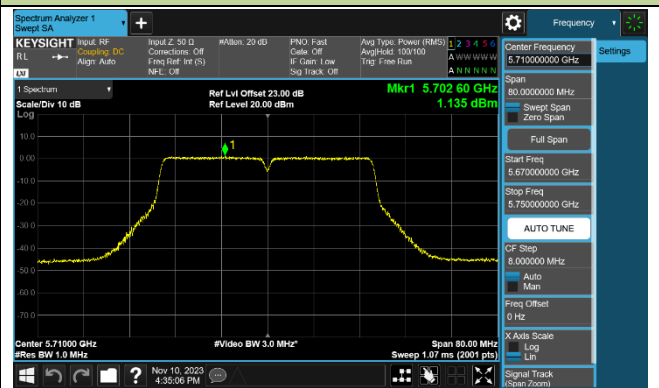 Spectrum Analyzer 1
Swept SA
Frequency
KEYSIGHT
RL
LXI
Input: RF
Coupling: DC
Align: Auto
Input Z: 50 Ω
Corrections: Off
Freq Ref: Int (S)
NFE: Off
#Atten: 20 dB
PNO: Fast
Gate: Off
IF Gain: Low
Sig Track: Off
Avg Type: Power (RMS)
Avg|Hold: 100/100
Trig: Free Run
1 2 3 4 5 6
A W W W W W
A N N N N N
1 Spectrum
Scale/Div 10 dB
Log
Ref Lvl Offset 23.00 dB
Ref Level 20.00 dBm
Mkr1 5.702 60 GHz
1.135 dBm
1
10.0
0.00
-10.0
-20.0
-30.0
-40.0
-50.0
-60.0
-70.0
Center 5.71000 GHz
#Res BW 1.0 MHz
#Video BW 3.0 MHz*
Span 80.00 MHz
Sweep 1.07 ms (2001 pts)
Nov 10, 2023
4:35:06 PM
Center Frequency
5.710000000 GHz
Settings
Span
80.0000000 MHz
Swept Span
Zero Span
Full Span
Start Freq
5.670000000 GHz
Stop Freq
5.750000000 GHz
AUTO TUNE
CF Step
8.000000 MHz
Auto
Man
Freq Offset
0 Hz
X Axis Scale
Log
Lin
Signal Track
(Span Zoom)